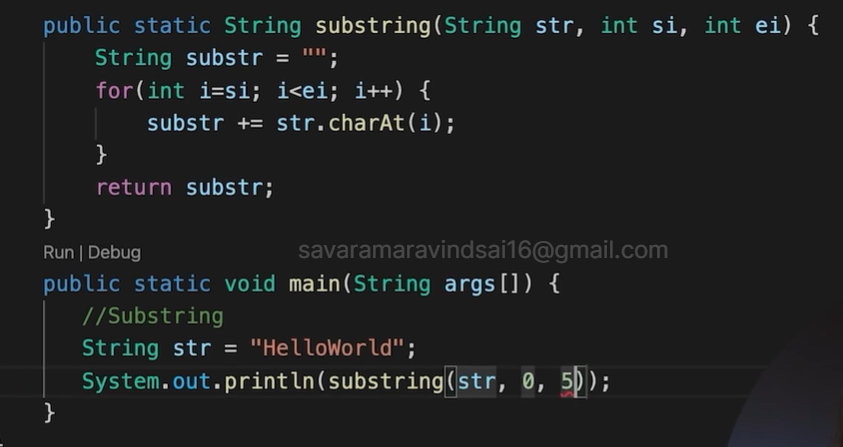 public static String substring(String str, int si, int ei) {
String substr = "";
for(int i=si; i<ei; i++) {
substr += str.charAt(i);
}
return substr;
}
Run | Debug
savaramaravindsai16@gmail.com
public static void main(String args[]) {
//Substring
String str = "HelloWorld";
System.out.println(substring(str, 0, 5));
}